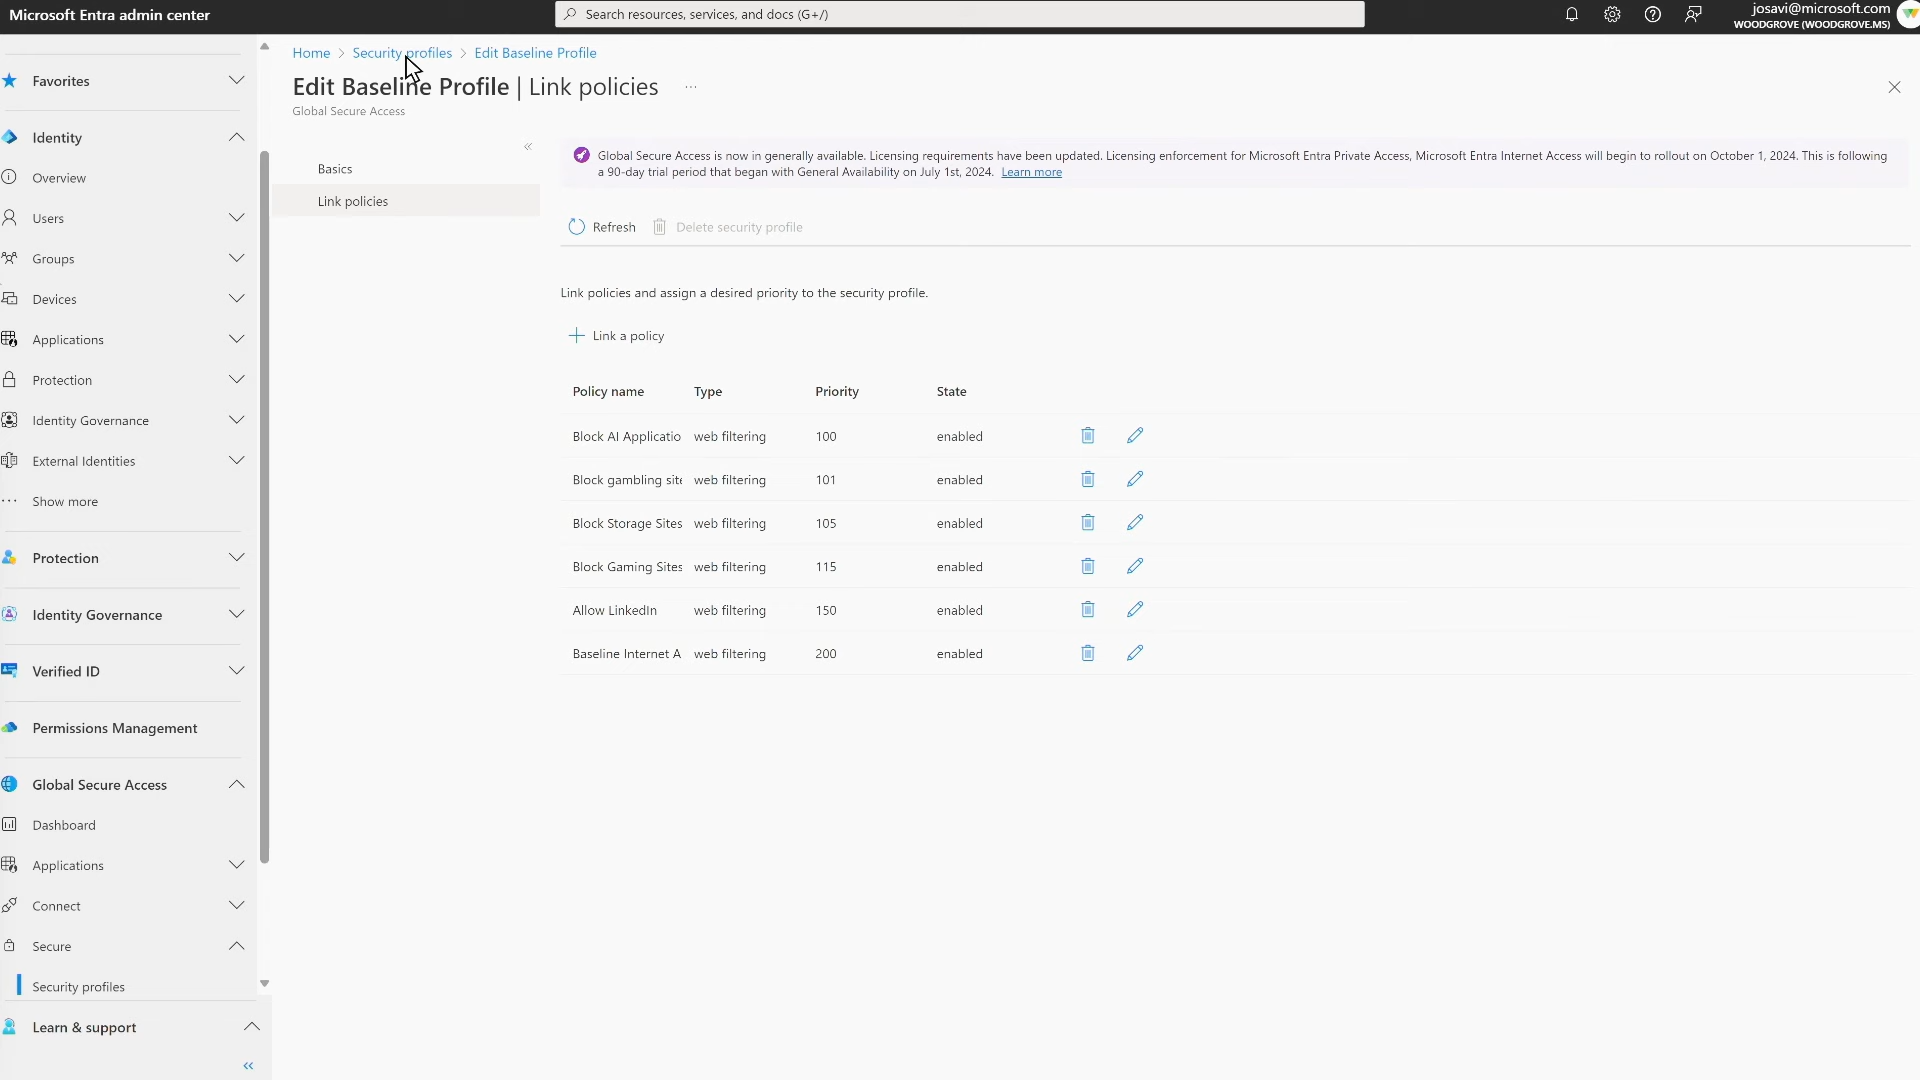 Microsoft Entra admin center
Search resources, services, and docs (G+/)
josavi@microsoft.com
WOODGROVE (WOODGROVE.MS)
Favorites
Identity
Overview
Users
Groups
Devices
Applications
Protection
Identity Governance
External Identities
Show more
Protection
Identity Governance
Verified ID
Permissions Management
Global Secure Access
Dashboard
Applications
Connect
Secure
Security profiles
Learn & support
Home > Security profiles > Edit Baseline Profile
Edit Baseline Profile | Link policies ...
Global Secure Access
Basics
Link policies
Global Secure Access is now in generally available. Licensing requirements have been updated. Licensing enforcement for Microsoft Entra Private Access, Microsoft Entra Internet Access will begin to rollout on October 1, 2024. This is following
a 90-day trial period that began with General Availability on July 1st, 2024. Learn more
Refresh Delete security profile
Link policies and assign a desired priority to the security profile.
Link a policy
Policy name Type Priority State
Block AI Applicatio web filtering 100 enabled
Block gambling site web filtering 101 enabled
Block Storage Sites web filtering 105 enabled
Block Gaming Sites web filtering 115 enabled
Allow LinkedIn web filtering 150 enabled
Baseline Internet A web filtering 200 enabled